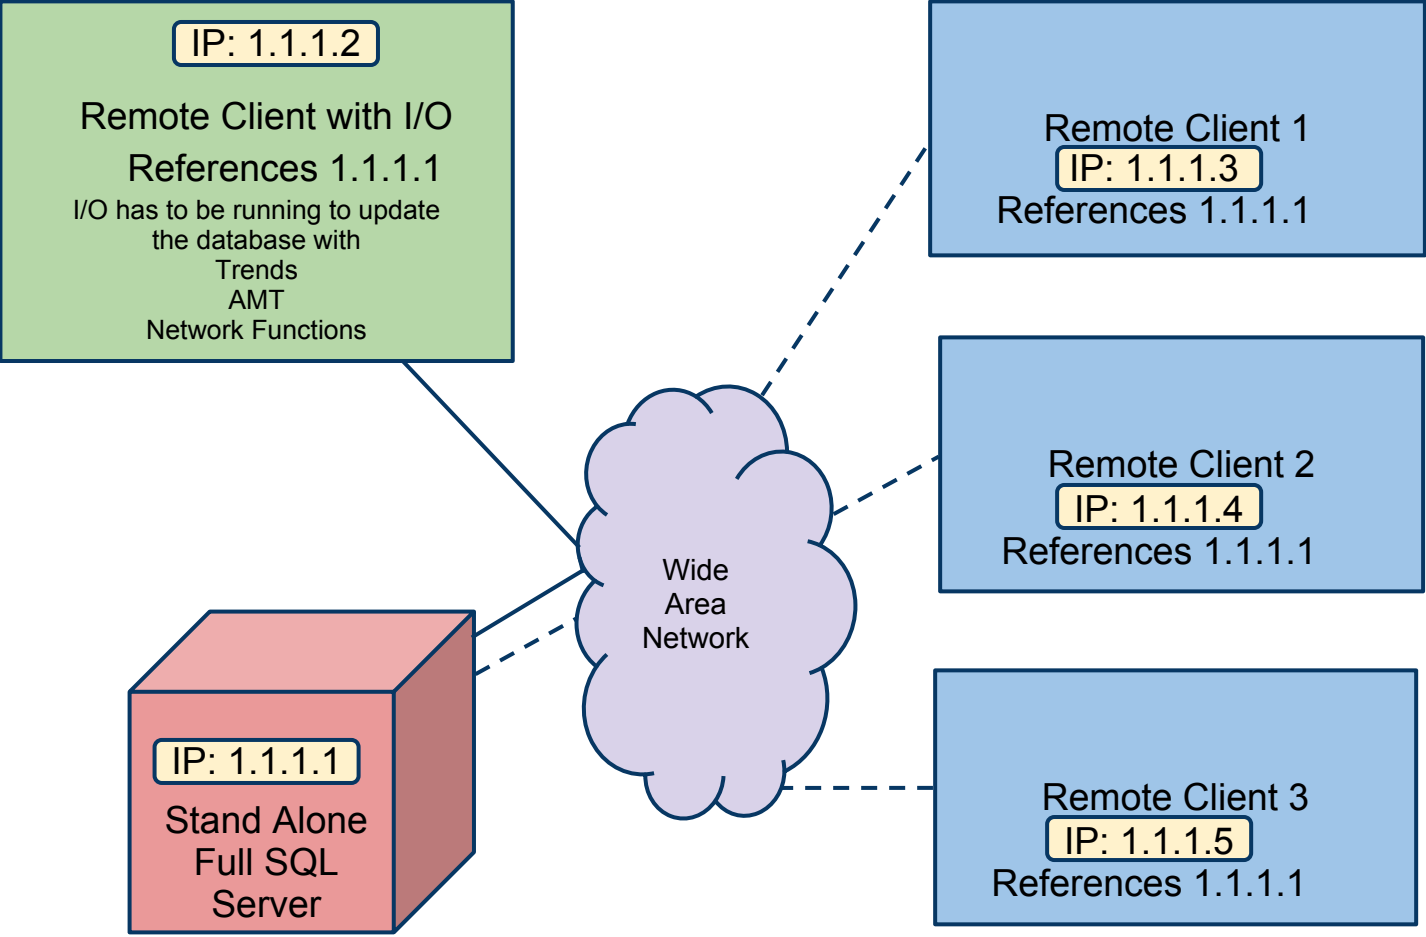 IP: 1.1.1.2
Remote Client with I/O
References 1.1.1.1
I/O has to be running to update
the database with
Trends
AMT
Network Functions
Remote Client 1
IP: 1.1.1.3
References 1.1.1.1
Remote Client 2
IP: 1.1.1.4
References 1.1.1.1
Wide
Area
Network
IP: 1.1.1.1
Stand Alone
Full SQL
Server
Remote Client 3
IP: 1.1.1.5
References 1.1.1.1